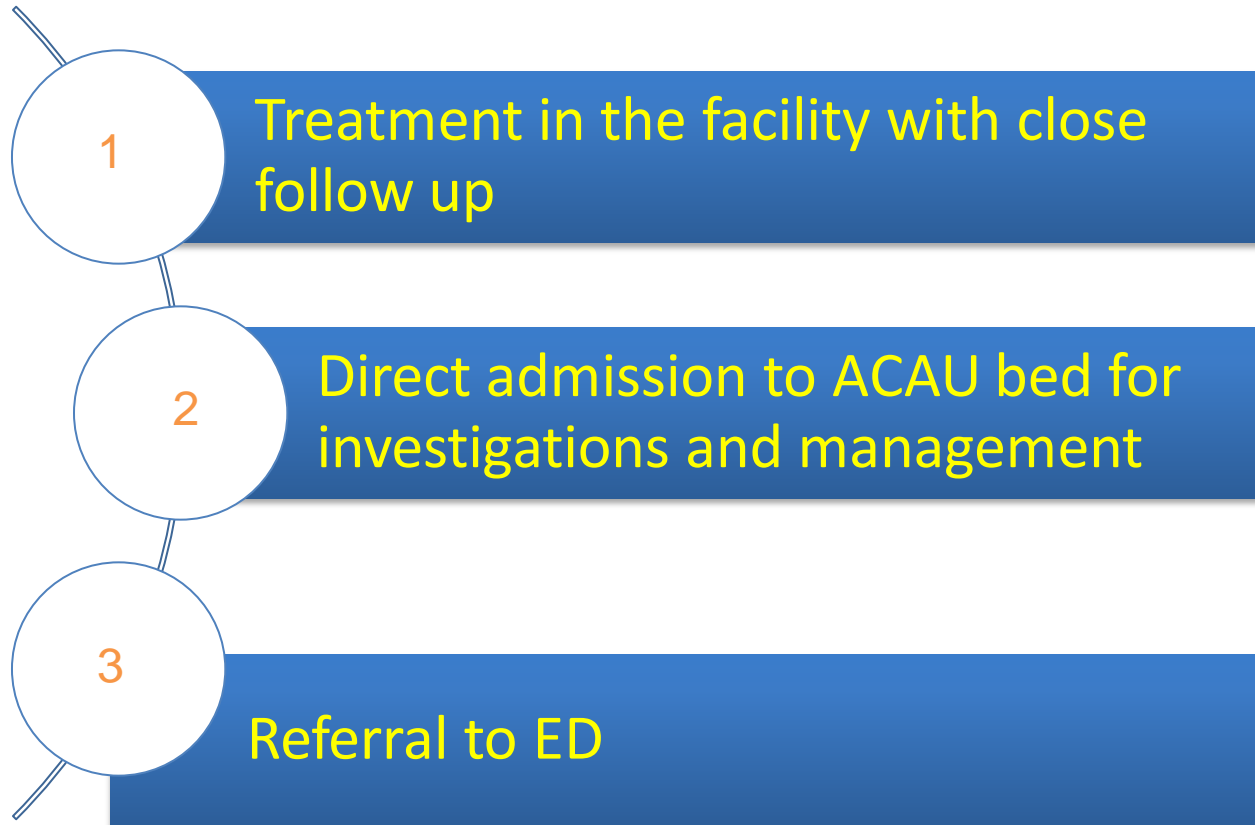 1
Treatment in the facility with close
follow up
2
Direct admission to ACAU bed for
investigations and management
3
Referral to ED